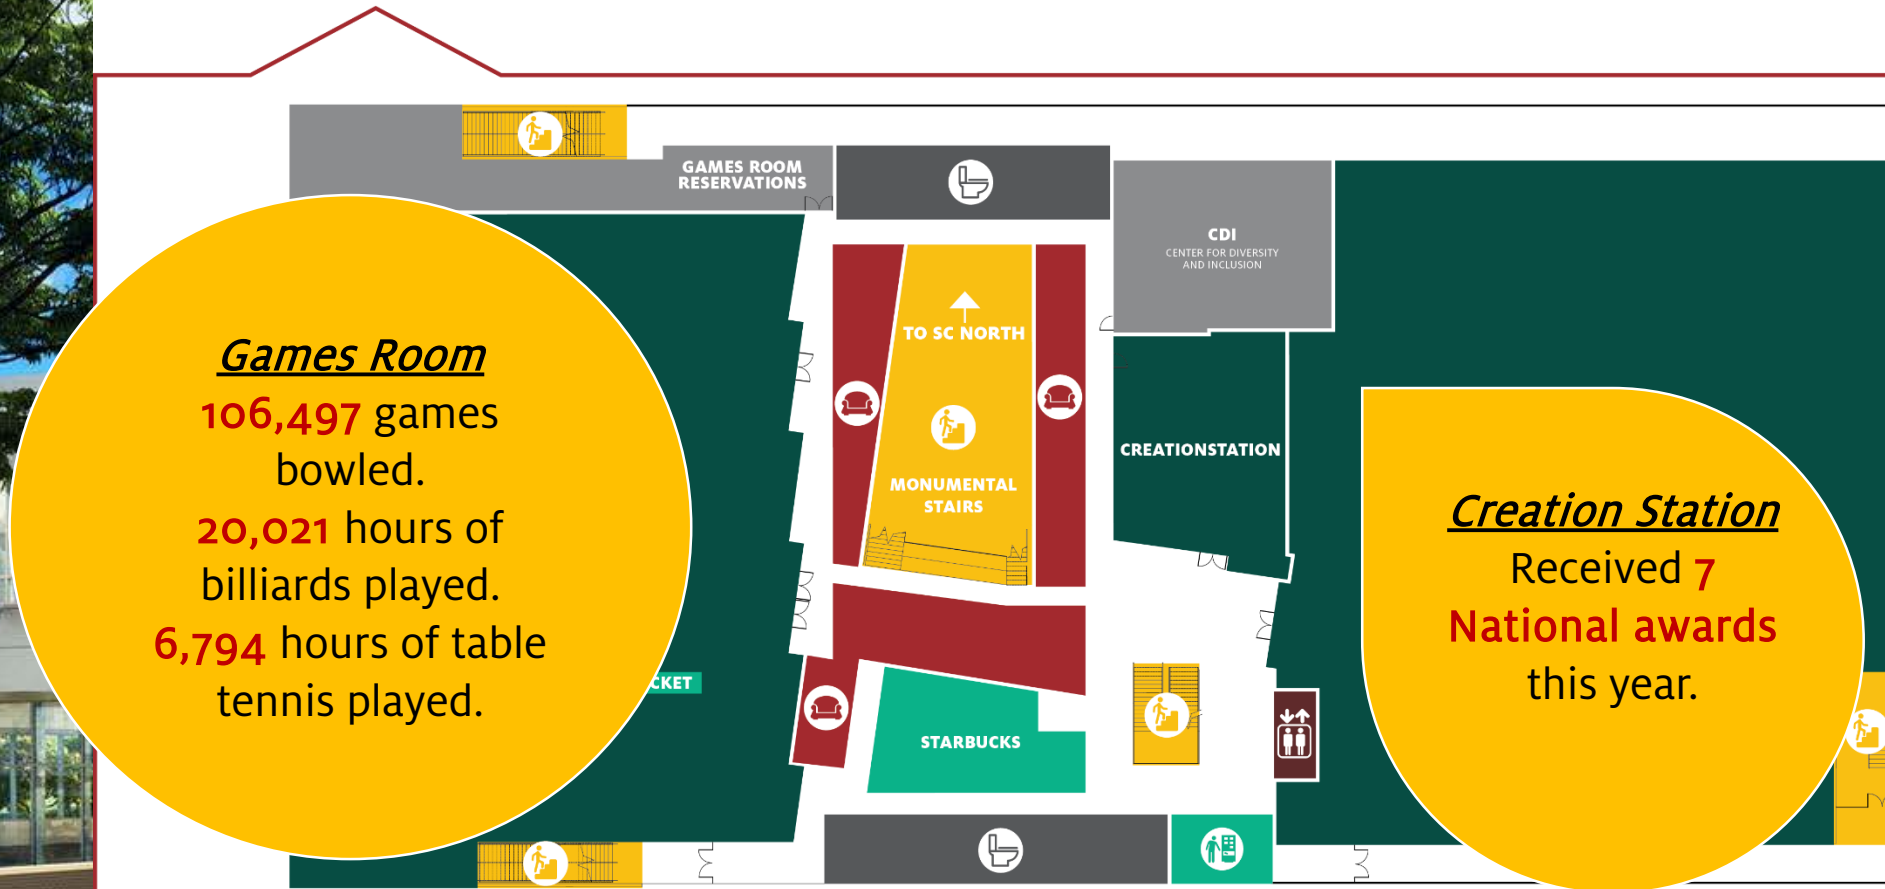 GAMES ROOM
RESERVATIONS
CDI
CENTER FOR DIVERSITY
AND INCLUSION
TO SC NORTH
MONUMENTAL
STAIRS
CREATIONSTATION
Games Room
106,497 games
bowled.
20,021 hours of
billiards played.
6,794 hours of table
tennis played.
CKET
STARBUCKS
Creation Station
Received 7
National awards
this year.